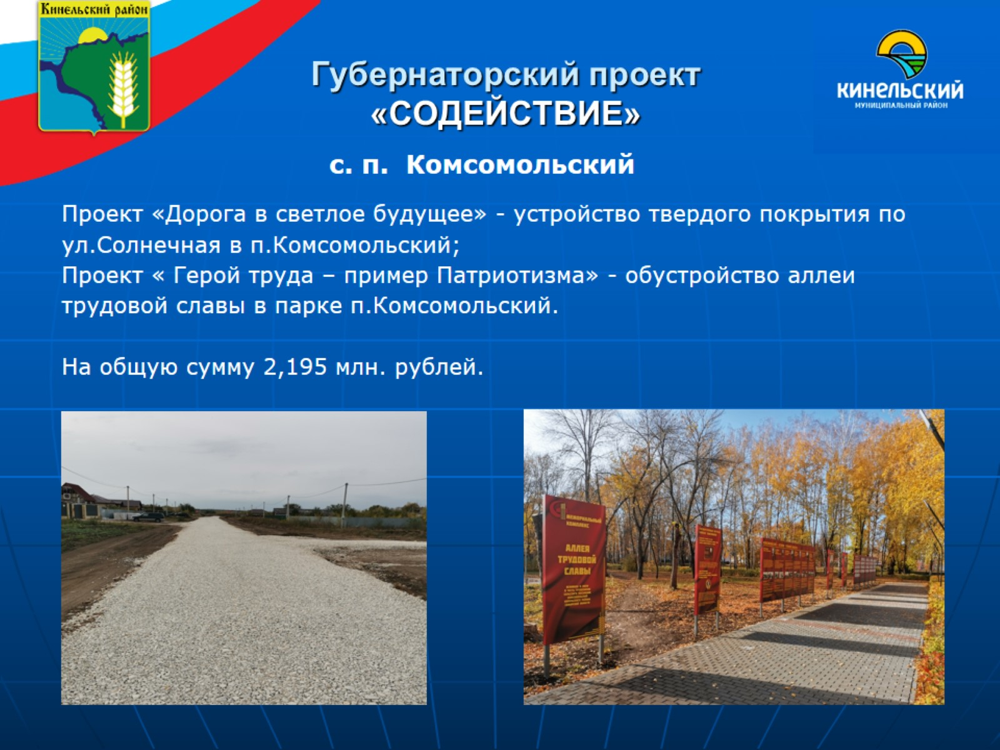 Кинельский район
Губернаторский проект
«СОДЕЙСТВИЕ»
КИНЕЛЬСКИЙ
МУНИЦИПАЛЬНЫЙ РАЙОН
с. п.  Комсомольский
Проект «Дорога в светлое будущее» - устройство твердого покрытия по
ул.Солнечная в п.Комсомольский;
Проект « Герой труда – пример Патриотизма» - обустройство аллеи
трудовой славы в парке п.Комсомольский.
На общую сумму 2,195 млн. рублей.
МЕМОРИАЛЬНЫЙ
КОМПЛЕКС
АЛЛЕЯ
ТРУДОВОЙ
СЛАВЫ